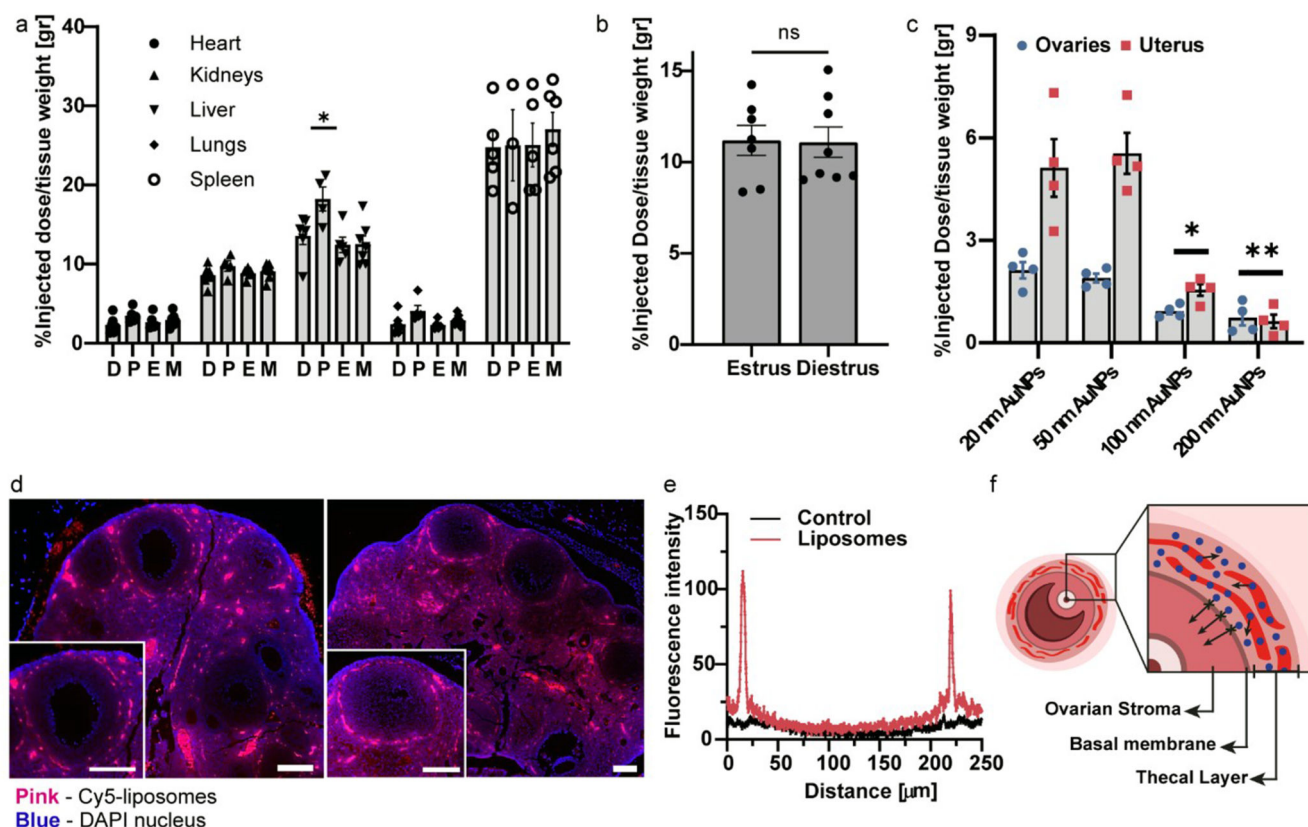 a
%Injected dose/tissue weight [gr]
40
30
20
10
0
Heart
Kidneys
Liver
Lungs
Spleen
*
D P E M D P E M D P E M D P E M D P E M
b
%Injected Dose/tissue wieght [gr]
ns
15
10
5
0
Estrus Diestrus
c
%Injected Dose/tissue weight [gr]
9
6
3
0
Ovaries Uterus
*
**
20 nm AuNPs
50 nm AuNPs
100 nm AuNPs
200 nm AuNPs
d
Pink - Cy5-liposomes
Blue - DAPI nucleus
e
Fluorescence intensity
150
100
50
0
Control
Liposomes
0 50 100 150 200 250
Distance [μm]
f
Ovarian Stroma
Basal membrane
Thecal Layer